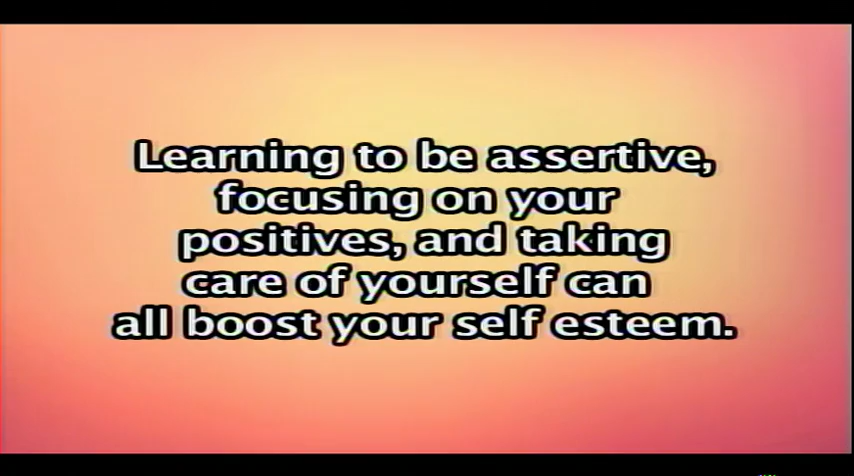 Learning to be assertive,
focusing on your
positives, and taking
care of yourself can
all boost your self esteem.